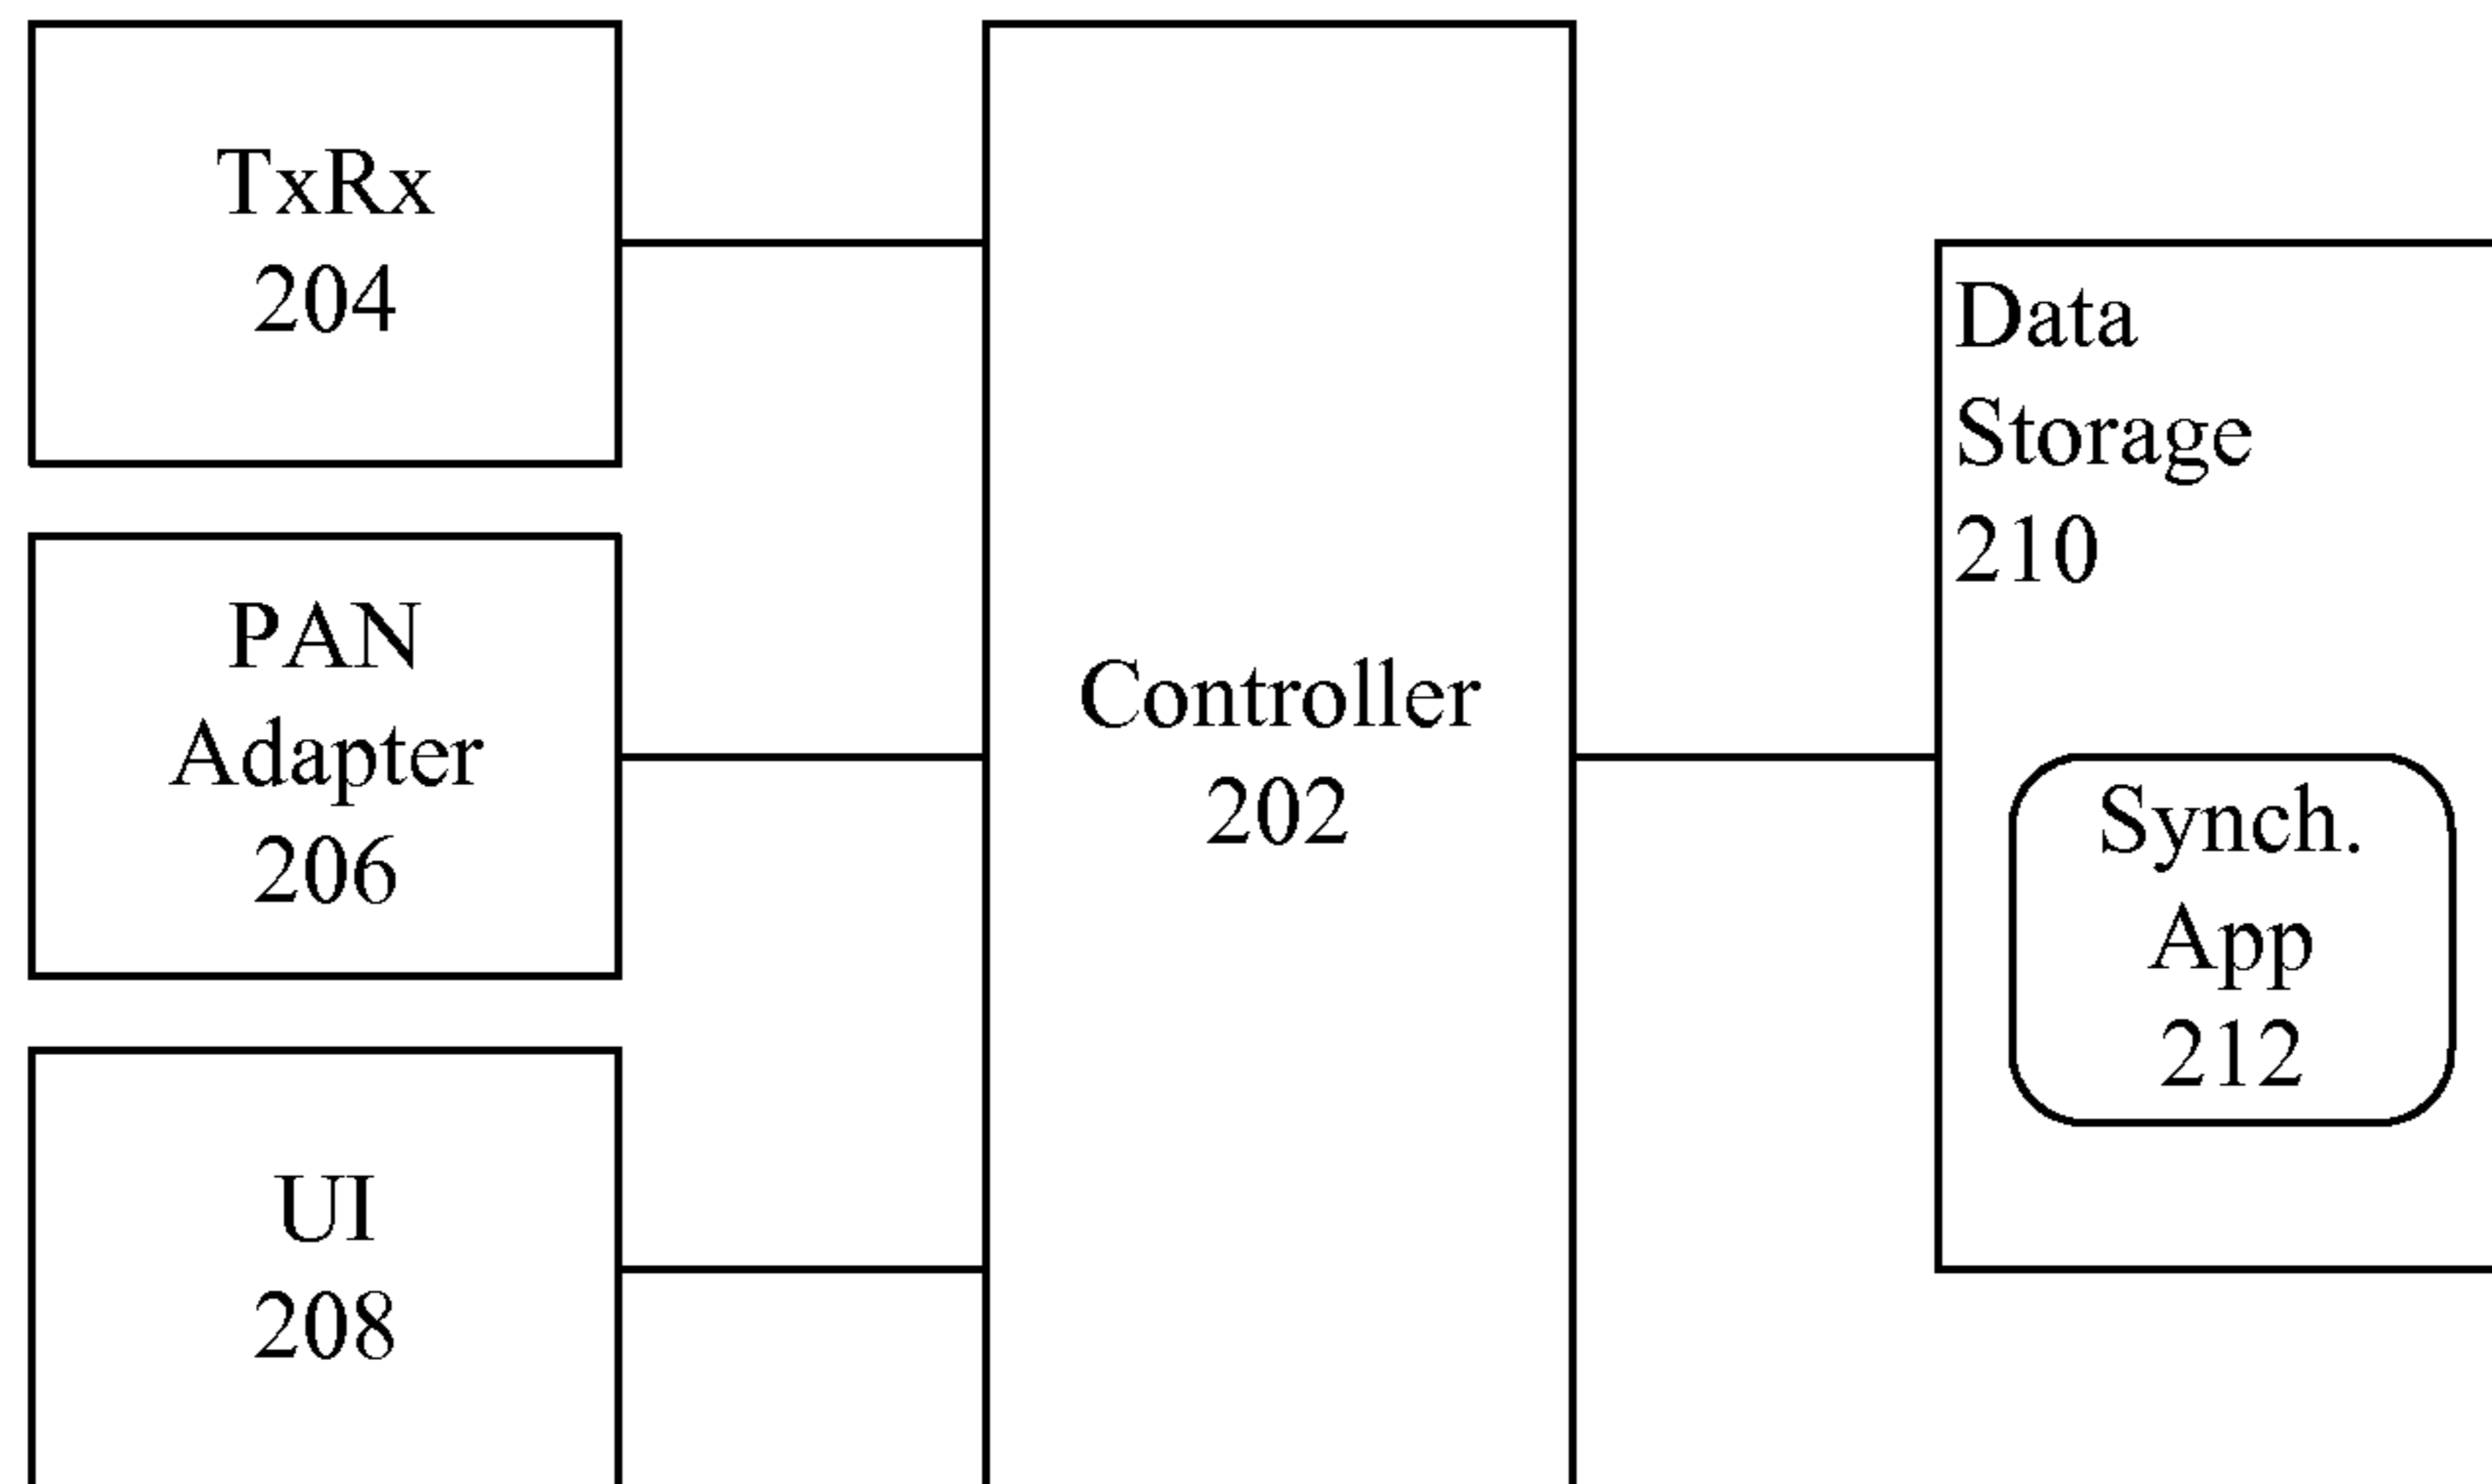 TxRx
204
PAN
Adapter
206
UI
208
Controller
202
Data
Storage
210
Synch.
App
212